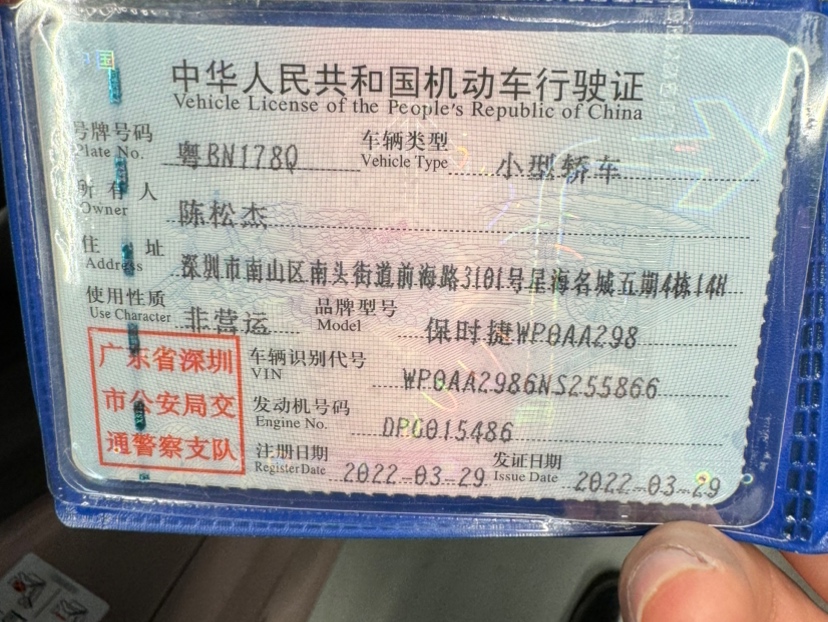 中国
中华人民共和国机动车行驶证
Vehicle License of the People's Republic of China
号牌号码 粤BN178Q 车辆类型 小型轿车
Plate No. Vehicle Type
所有人 陈松杰
Owner
住址 深圳市南山区南头街道前海路3101号星海名城五期4栋14H
Address
使用性质 非营运 品牌型号 保时捷WP0AA298
Use Character Model
广东省深圳
市公安局交
通警察支队
车辆识别代号 WP0AA2986NS255866
VIN
发动机号码 DPG015486
Engine No.
注册日期 2022-03-29 发证日期 2022-03-29
Register Date Issue Date